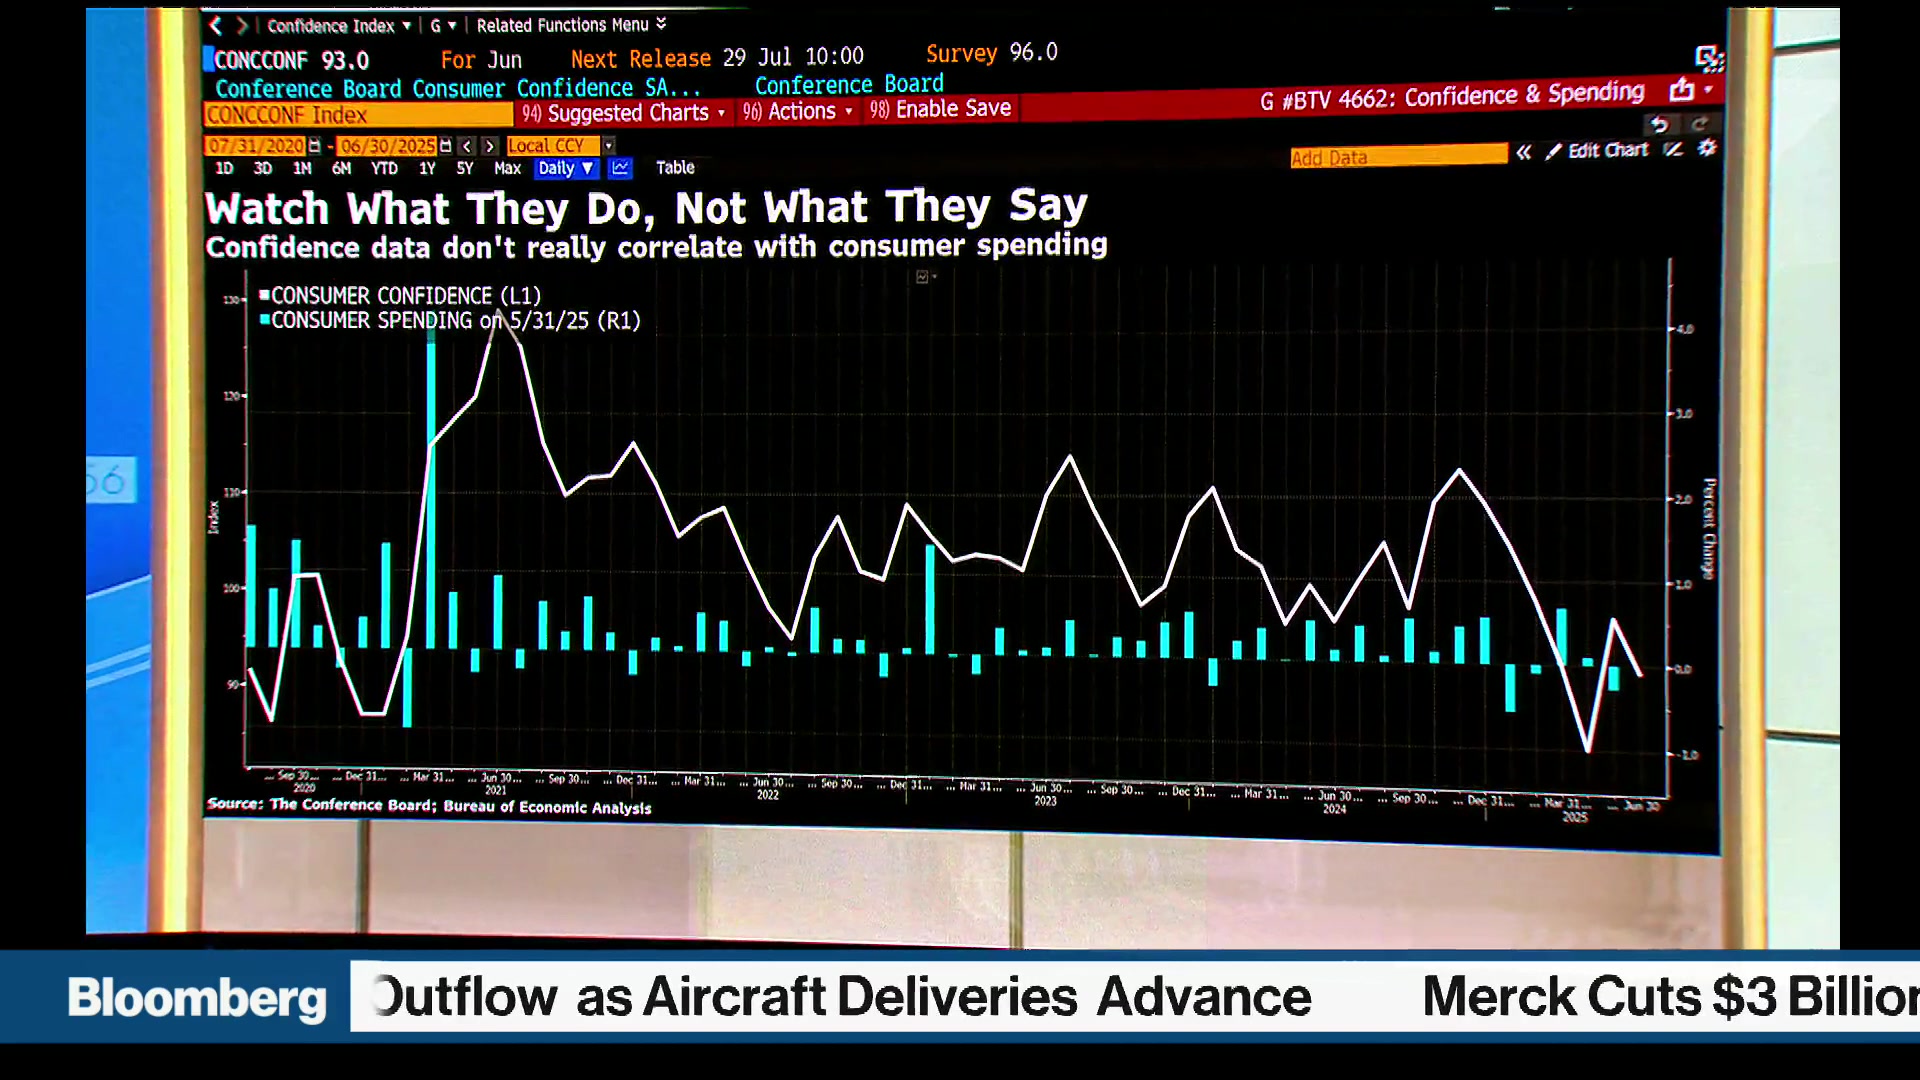 Confidence Index G Related Functions Menu
CONCCONF 93.0 For Jun Next Release 29 Jul 10:00 Survey 96.0
Conference Board Consumer Confidence SA... Conference Board
CONCCONF Index 94) Suggested Charts 96) Actions 98) Enable Save G #BTV 4662: Confidence & Spending
07/31/2020 - 06/30/2025 Local CCY Add Data « Edit Chart
1D 3D 1M 6M YTD 1Y 5Y Max Daily ▼ Table
Watch What They Do, Not What They Say
Confidence data don't really correlate with consumer spending
CONSUMER CONFIDENCE (L1)
CONSUMER SPENDING on 5/31/25 (R1)
130
120
110
100
90
Index
4.0
3.0
2.0
1.0
0.0
-1.0
Percent Change
... Sep 30... ... Dec 31... ... Mar 31... ... Jun 30 ... ... Sep 30... ... Dec 31... ... Mar 31... ... Jun 30 ... ... Sep 30 ... ... Dec 31... ... Mar 31... ... Jun 30 ... ... Sep 30... ... Dec 31... ... Mar 31... ... Jun 30 ... ... Sep 30... ... Dec 31... ... Mar 31... ... Jun 30
2020 2021 2022 2023 2024 2025
Source: The Conference Board; Bureau of Economic Analysis
56
Bloomberg Outflow as Aircraft Deliveries Advance Merck Cuts $3 Billion